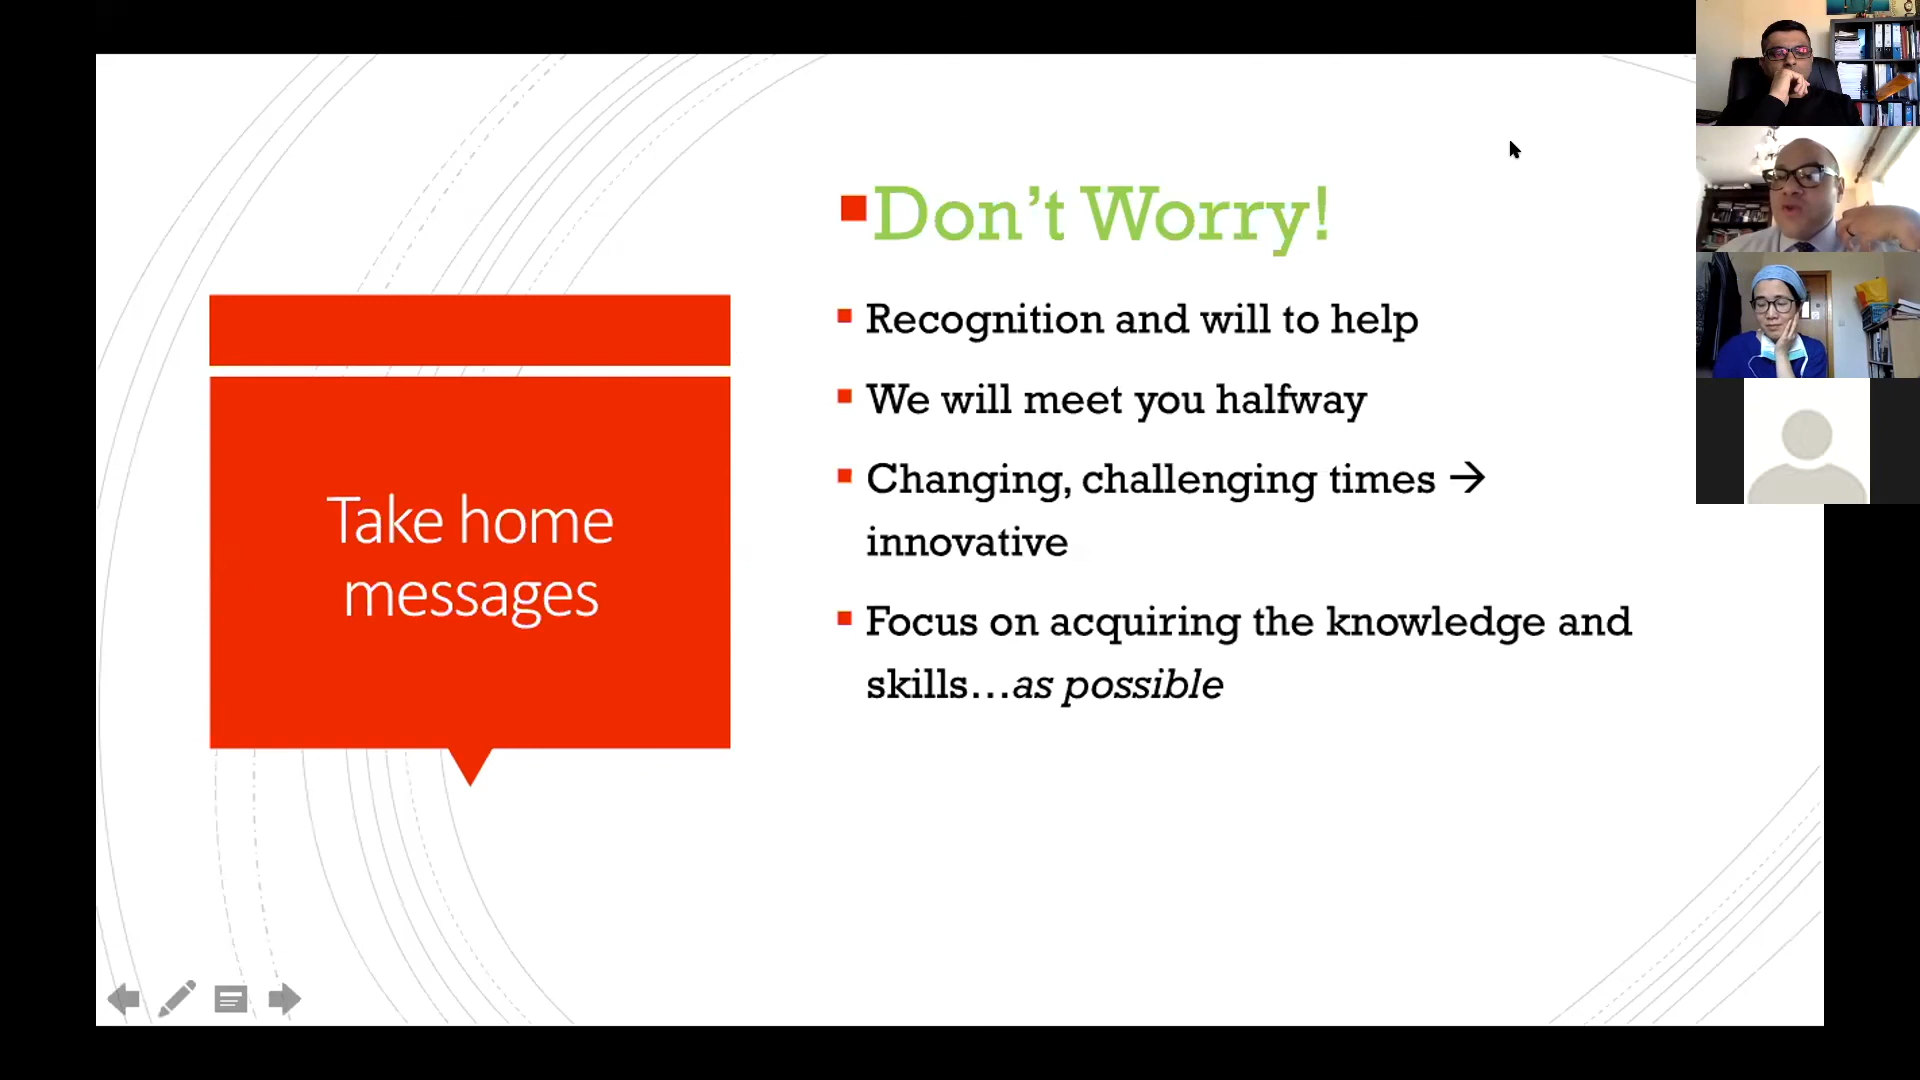 Take home
messages
Don't Worry!
Recognition and will to help
We will meet you halfway
Changing, challenging times →
innovative
Focus on acquiring the knowledge and
skills...as possible